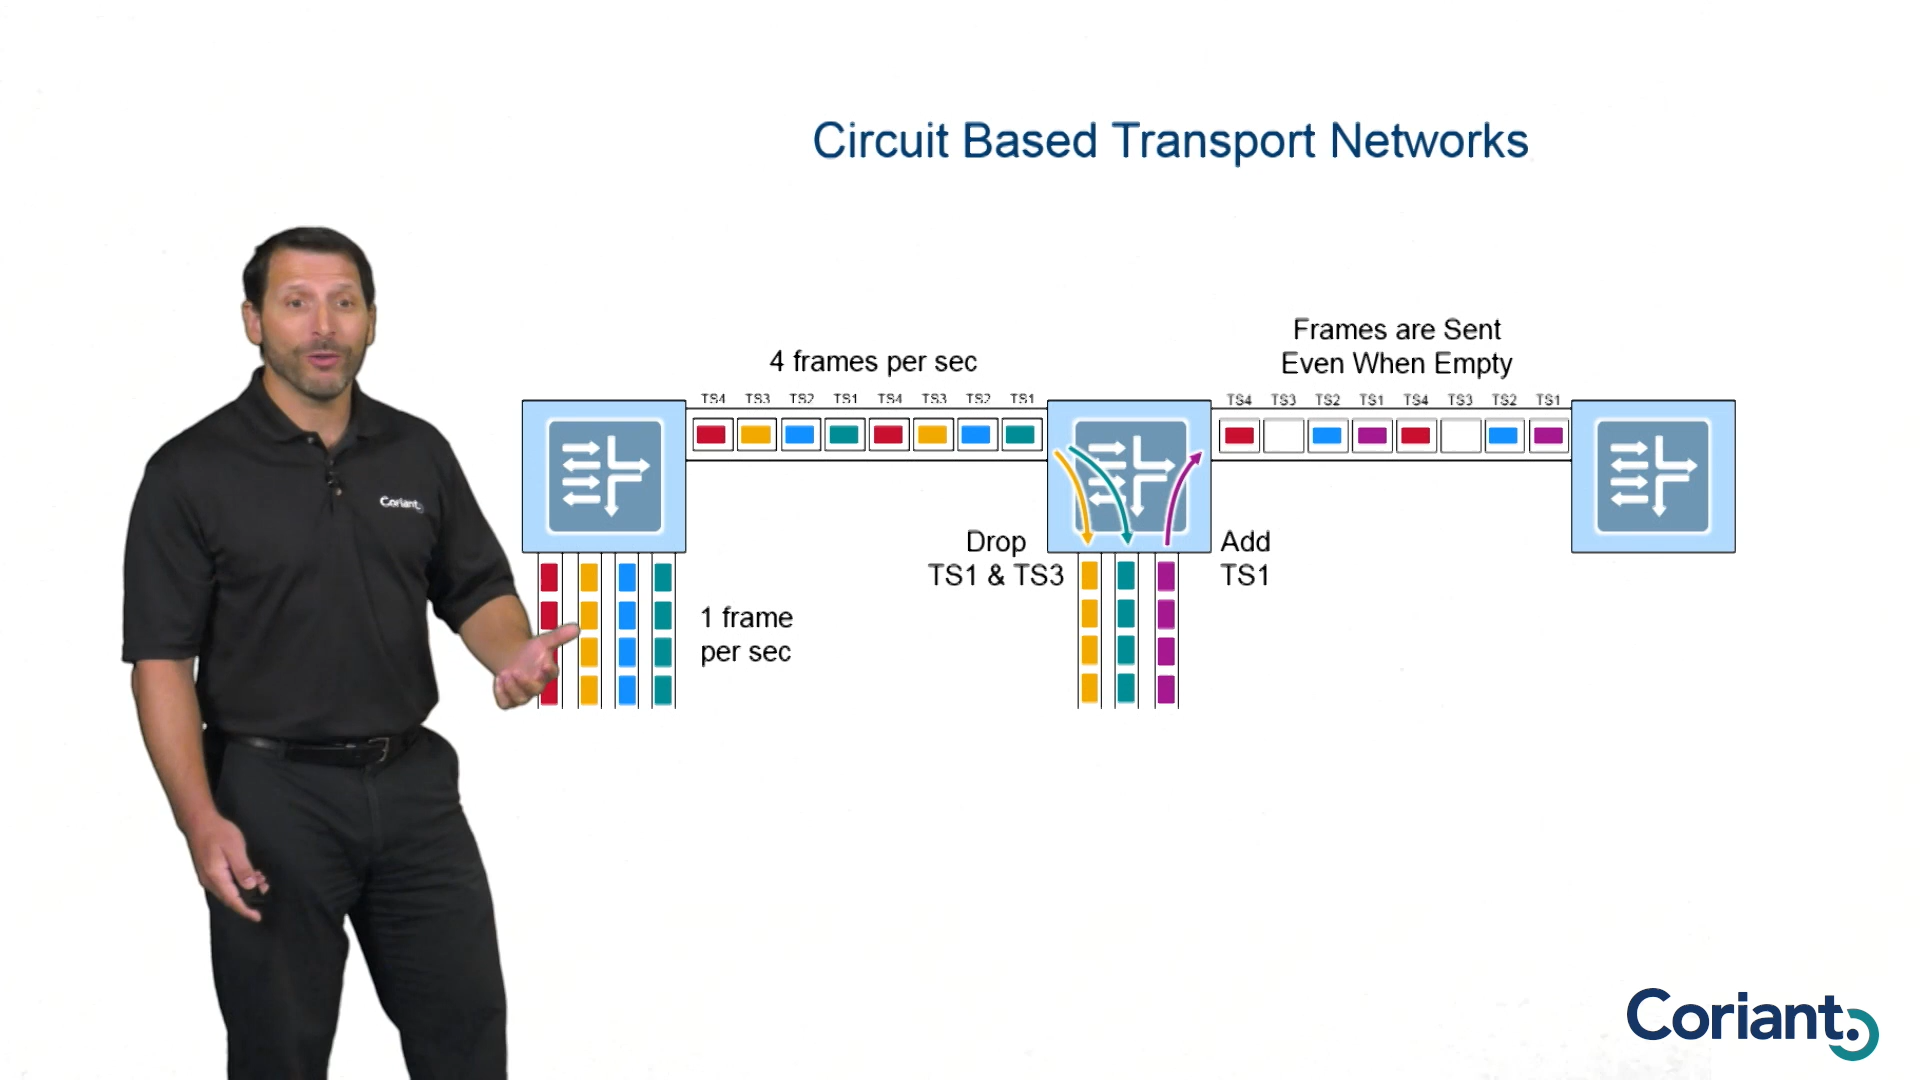 Circuit Based Transport Networks
Frames are Sent
Even When Empty
4 frames per sec
TS4 TS3 TS2 TS1 TS4 TS3 TS2 TS1
TS4 TS3 TS2 TS1 TS4 TS3 TS2 TS1
Coriant
Drop
TS1 & TS3
Add
TS1
1 frame
per sec
Coriant